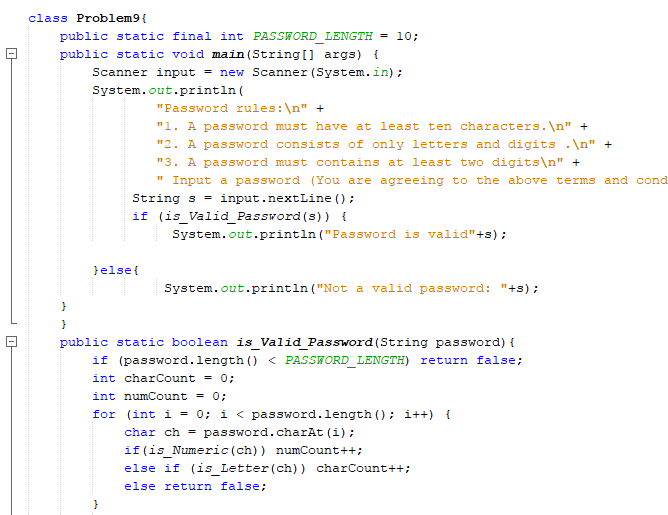 class Problem9{
public static final int PASSWORD_LENGTH = 10;
public static void main(String[] args) {
Scanner input = new Scanner(System.in);
System.out.println(
"Password rules:\n" +
"1. A password must have at least ten characters.\n" +
"2. A password consists of only letters and digits .\n" +
"3. A password must contains at least two digits\n" +
" Input a password (You are agreeing to the above terms and cond
String s = input.nextLine();
if (is_Valid_Password(s)) {
System.out.println("Password is valid"+s);
}else{
System.out.println("Not a valid password: "+s);
}
}
public static boolean is_Valid_Password(String password){
if (password.length() < PASSWORD_LENGTH) return false;
int charCount = 0;
int numCount = 0;
for (int i = 0; i < password.length(); i++) {
char ch = password.charAt(i);
if(is_Numeric(ch)) numCount++;
else if (is_Letter(ch)) charCount++;
else return false;
}